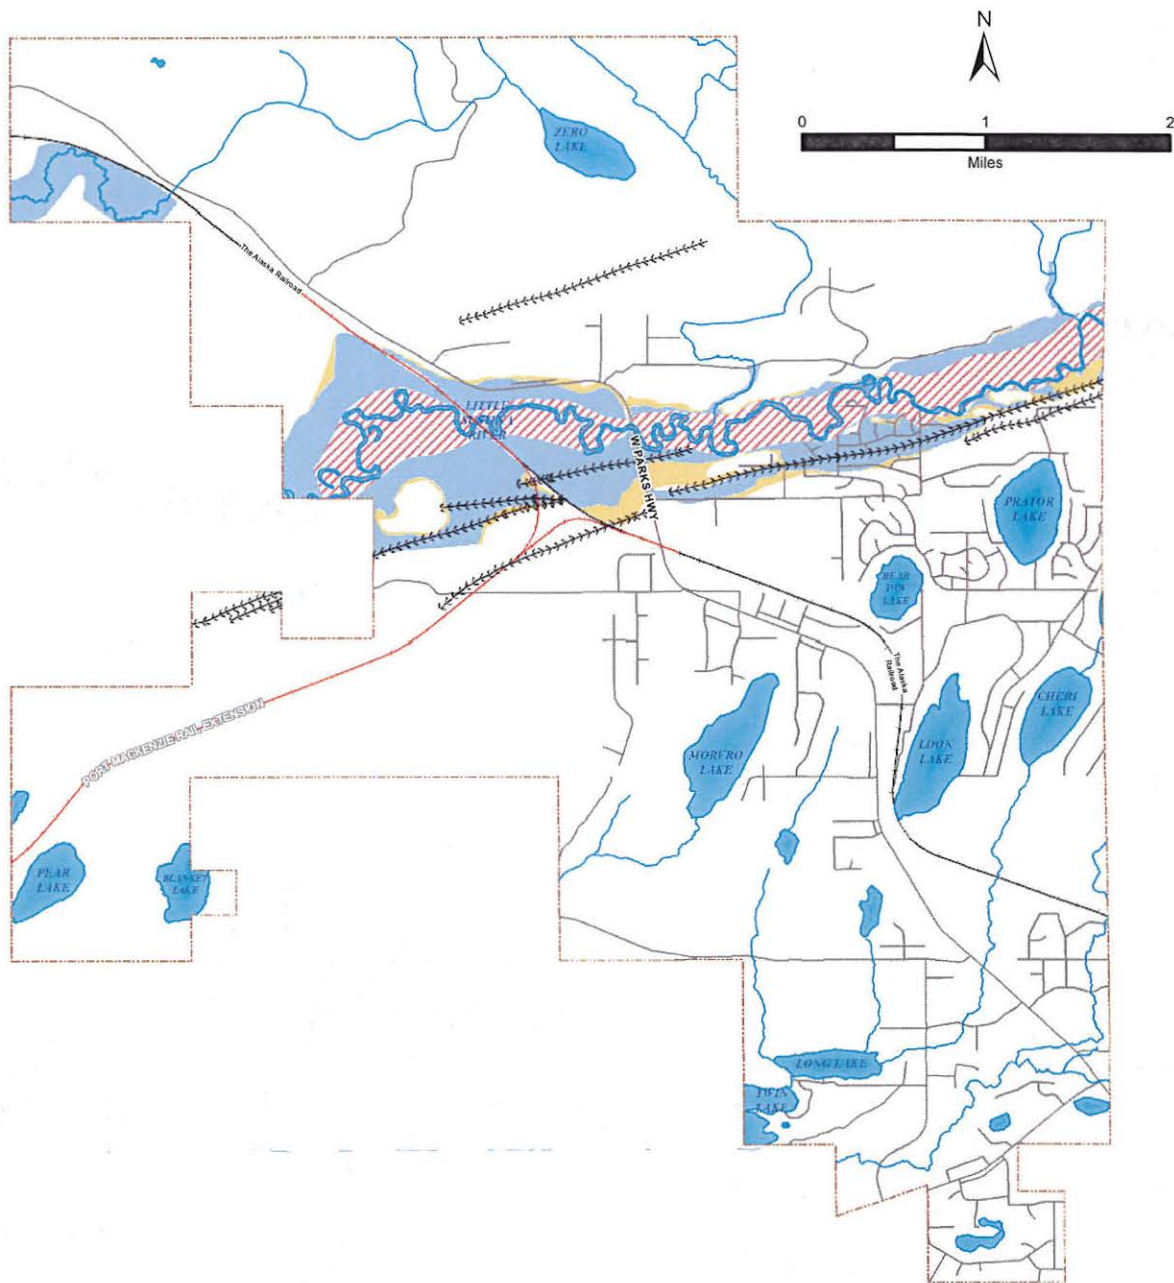 N
0
1
2
Miles
ZERO
LAKE
The Alaska Railroad
LITTLE
SUSITNA
RIVER
W PARKS HWY
PRATOR
LAKE
BEAR
PAW
LAKE
The Alaska
Railroad
CHERI
LAKE
MORVRO
LAKE
LOON
LAKE
PORT MACKENZIE RAIL EXTENSION
PEAR
LAKE
BLANKET
LAKE
LONG LAKE
TWIN
LAKE